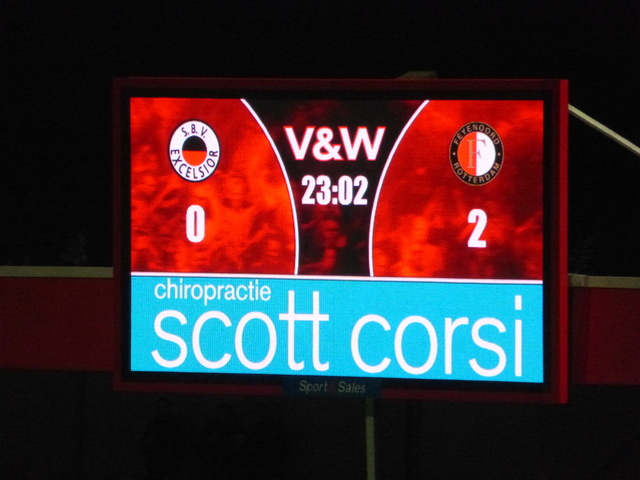 S.B.V.
EXCELSIOR
V&W
FEYENOORD
ROTTERDAM
F
23:02
0
2
chiropractie
scott corsi
Sport Sales